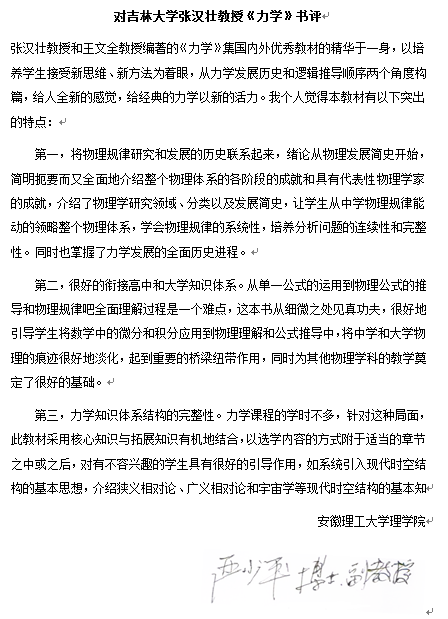 对吉林大学张汉壮教授《力学》书评
张汉壮教授和王文全教授编著的《力学》集国内外优秀教材的精华于一身，以培
养学生接受新思维、新方法为着眼，从力学发展历史和逻辑推导顺序两个角度构
篇，给人全新的感觉，给经典的力学以新的活力。我个人觉得本教材有以下突出
的特点：
第一，将物理规律研究和发展的历史联系起来，绪论从物理发展简史开始，
简明扼要而又全面地介绍整个物理体系的各阶段的成就和具有代表性物理学家
的成就，介绍了物理学研究领域、分类以及发展简史，让学生从中学物理规律能
动的领略整个物理体系，学会物理规律的系统性，培养分析问题的连续性和完整
性。同时也掌握了力学发展的全面历史进程。
第二，很好的衔接高中和大学知识体系。从单一公式的运用到物理公式的推
导和物理规律吧全面理解过程是一个难点，这本书从细微之处见真功夫，很好地
引导学生将数学中的微分和积分应用到物理理解和公式推导中，将中学和大学物
理的痕迹很好地淡化，起到重要的桥梁纽带作用，同时为其他物理学科的教学奠
定了很好的基础。
第三，力学知识体系结构的完整性。力学课程的学时不多，针对这种局面，
此教材采用核心知识与拓展知识有机地结合，以选学内容的方式附于适当的章节
之中或之后，对有不容兴趣的学生具有很好的引导作用，如系统引入现代时空结
构的基本思想，介绍狭义相对论、广义相对论和宇宙学等现代时空结构的基本知
安徽理工大学理学院
严少平 博士 副教授